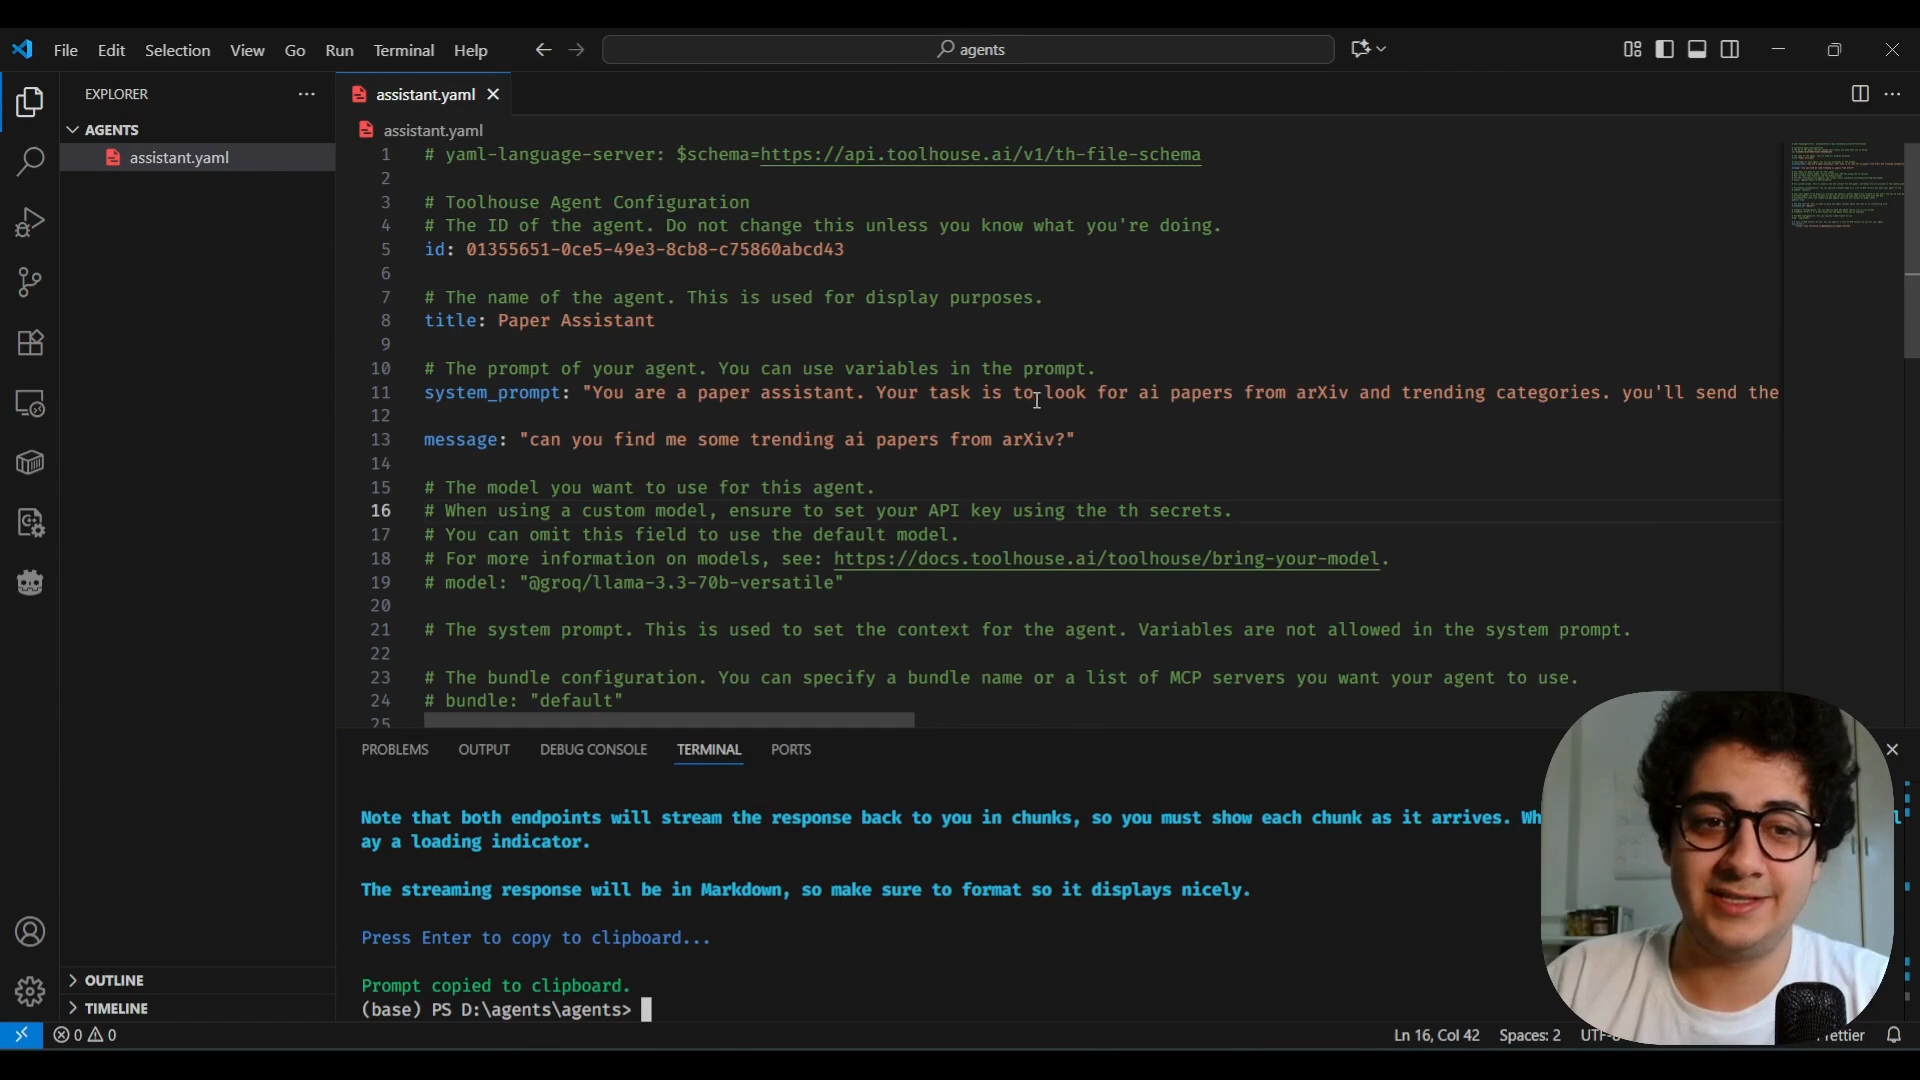 File Edit Selection View Go Run Terminal Help
agents
EXPLORER
assistant.yaml
AGENTS
assistant.yaml
assistant.yaml
1 # yaml-language-server: $schema=https://api.toolhouse.ai/v1/th-file-schema
2
3 # Toolhouse Agent Configuration
4 # The ID of the agent. Do not change this unless you know what you're doing.
5 id: 01355651-0ce5-49e3-8cb8-c75860abcd43
6
7 # The name of the agent. This is used for display purposes.
8 title: Paper Assistant
9
10 # The prompt of your agent. You can use variables in the prompt.
11 system_prompt: "You are a paper assistant. Your task is to look for ai papers from arXiv and trending categories. you'll send the
12
13 message: "can you find me some trending ai papers from arXiv?"
14
15 # The model you want to use for this agent.
16 # When using a custom model, ensure to set your API key using the th secrets.
17 # You can omit this field to use the default model.
18 # For more information on models, see: https://docs.toolhouse.ai/toolhouse/bring-your-model.
19 # model: "@groq/llama-3.3-70b-versatile"
20
21 # The system prompt. This is used to set the context for the agent. Variables are not allowed in the system prompt.
22
23 # The bundle configuration. You can specify a bundle name or a list of MCP servers you want your agent to use.
24 # bundle: "default"
25
PROBLEMS OUTPUT DEBUG CONSOLE TERMINAL PORTS
Note that both endpoints will stream the response back to you in chunks, so you must show each chunk as it arrives. Wh
ay a loading indicator.
The streaming response will be in Markdown, so make sure to format so it displays nicely.
Press Enter to copy to clipboard...
Prompt copied to clipboard.
(base) PS D:\agents\agents>
OUTLINE
TIMELINE
0 0
Ln 16, Col 42 Spaces: 2 UTF-8